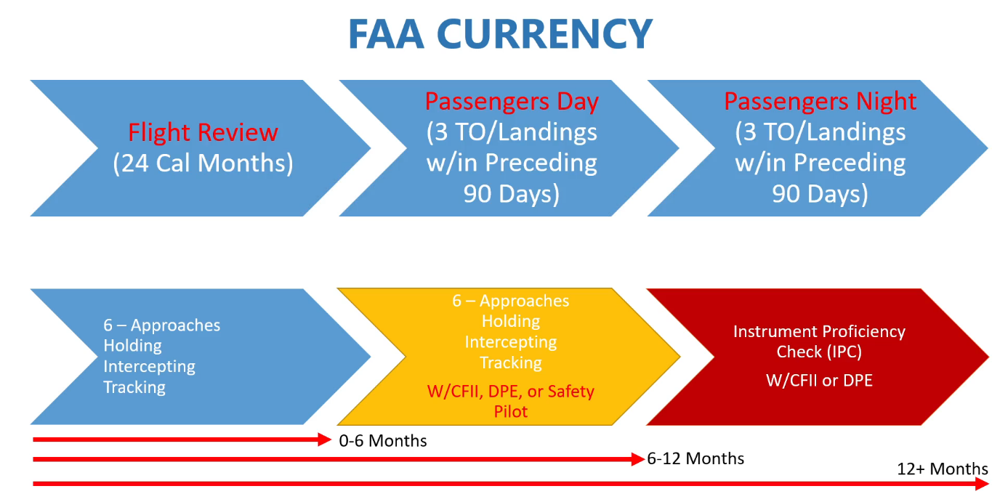 FAA CURRENCY
Flight Review
(24 Cal Months)
Passengers Day
(3 TO/Landings
w/in Preceding
90 Days)
Passengers Night
(3 TO/Landings
w/in Preceding
90 Days)
6 – Approaches
Holding
Intercepting
Tracking
6 – Approaches
Holding
Intercepting
Tracking
W/CFII, DPE, or Safety
Pilot
Instrument Proficiency
Check (IPC)
W/CFII or DPE
0-6 Months
6-12 Months
12+ Months